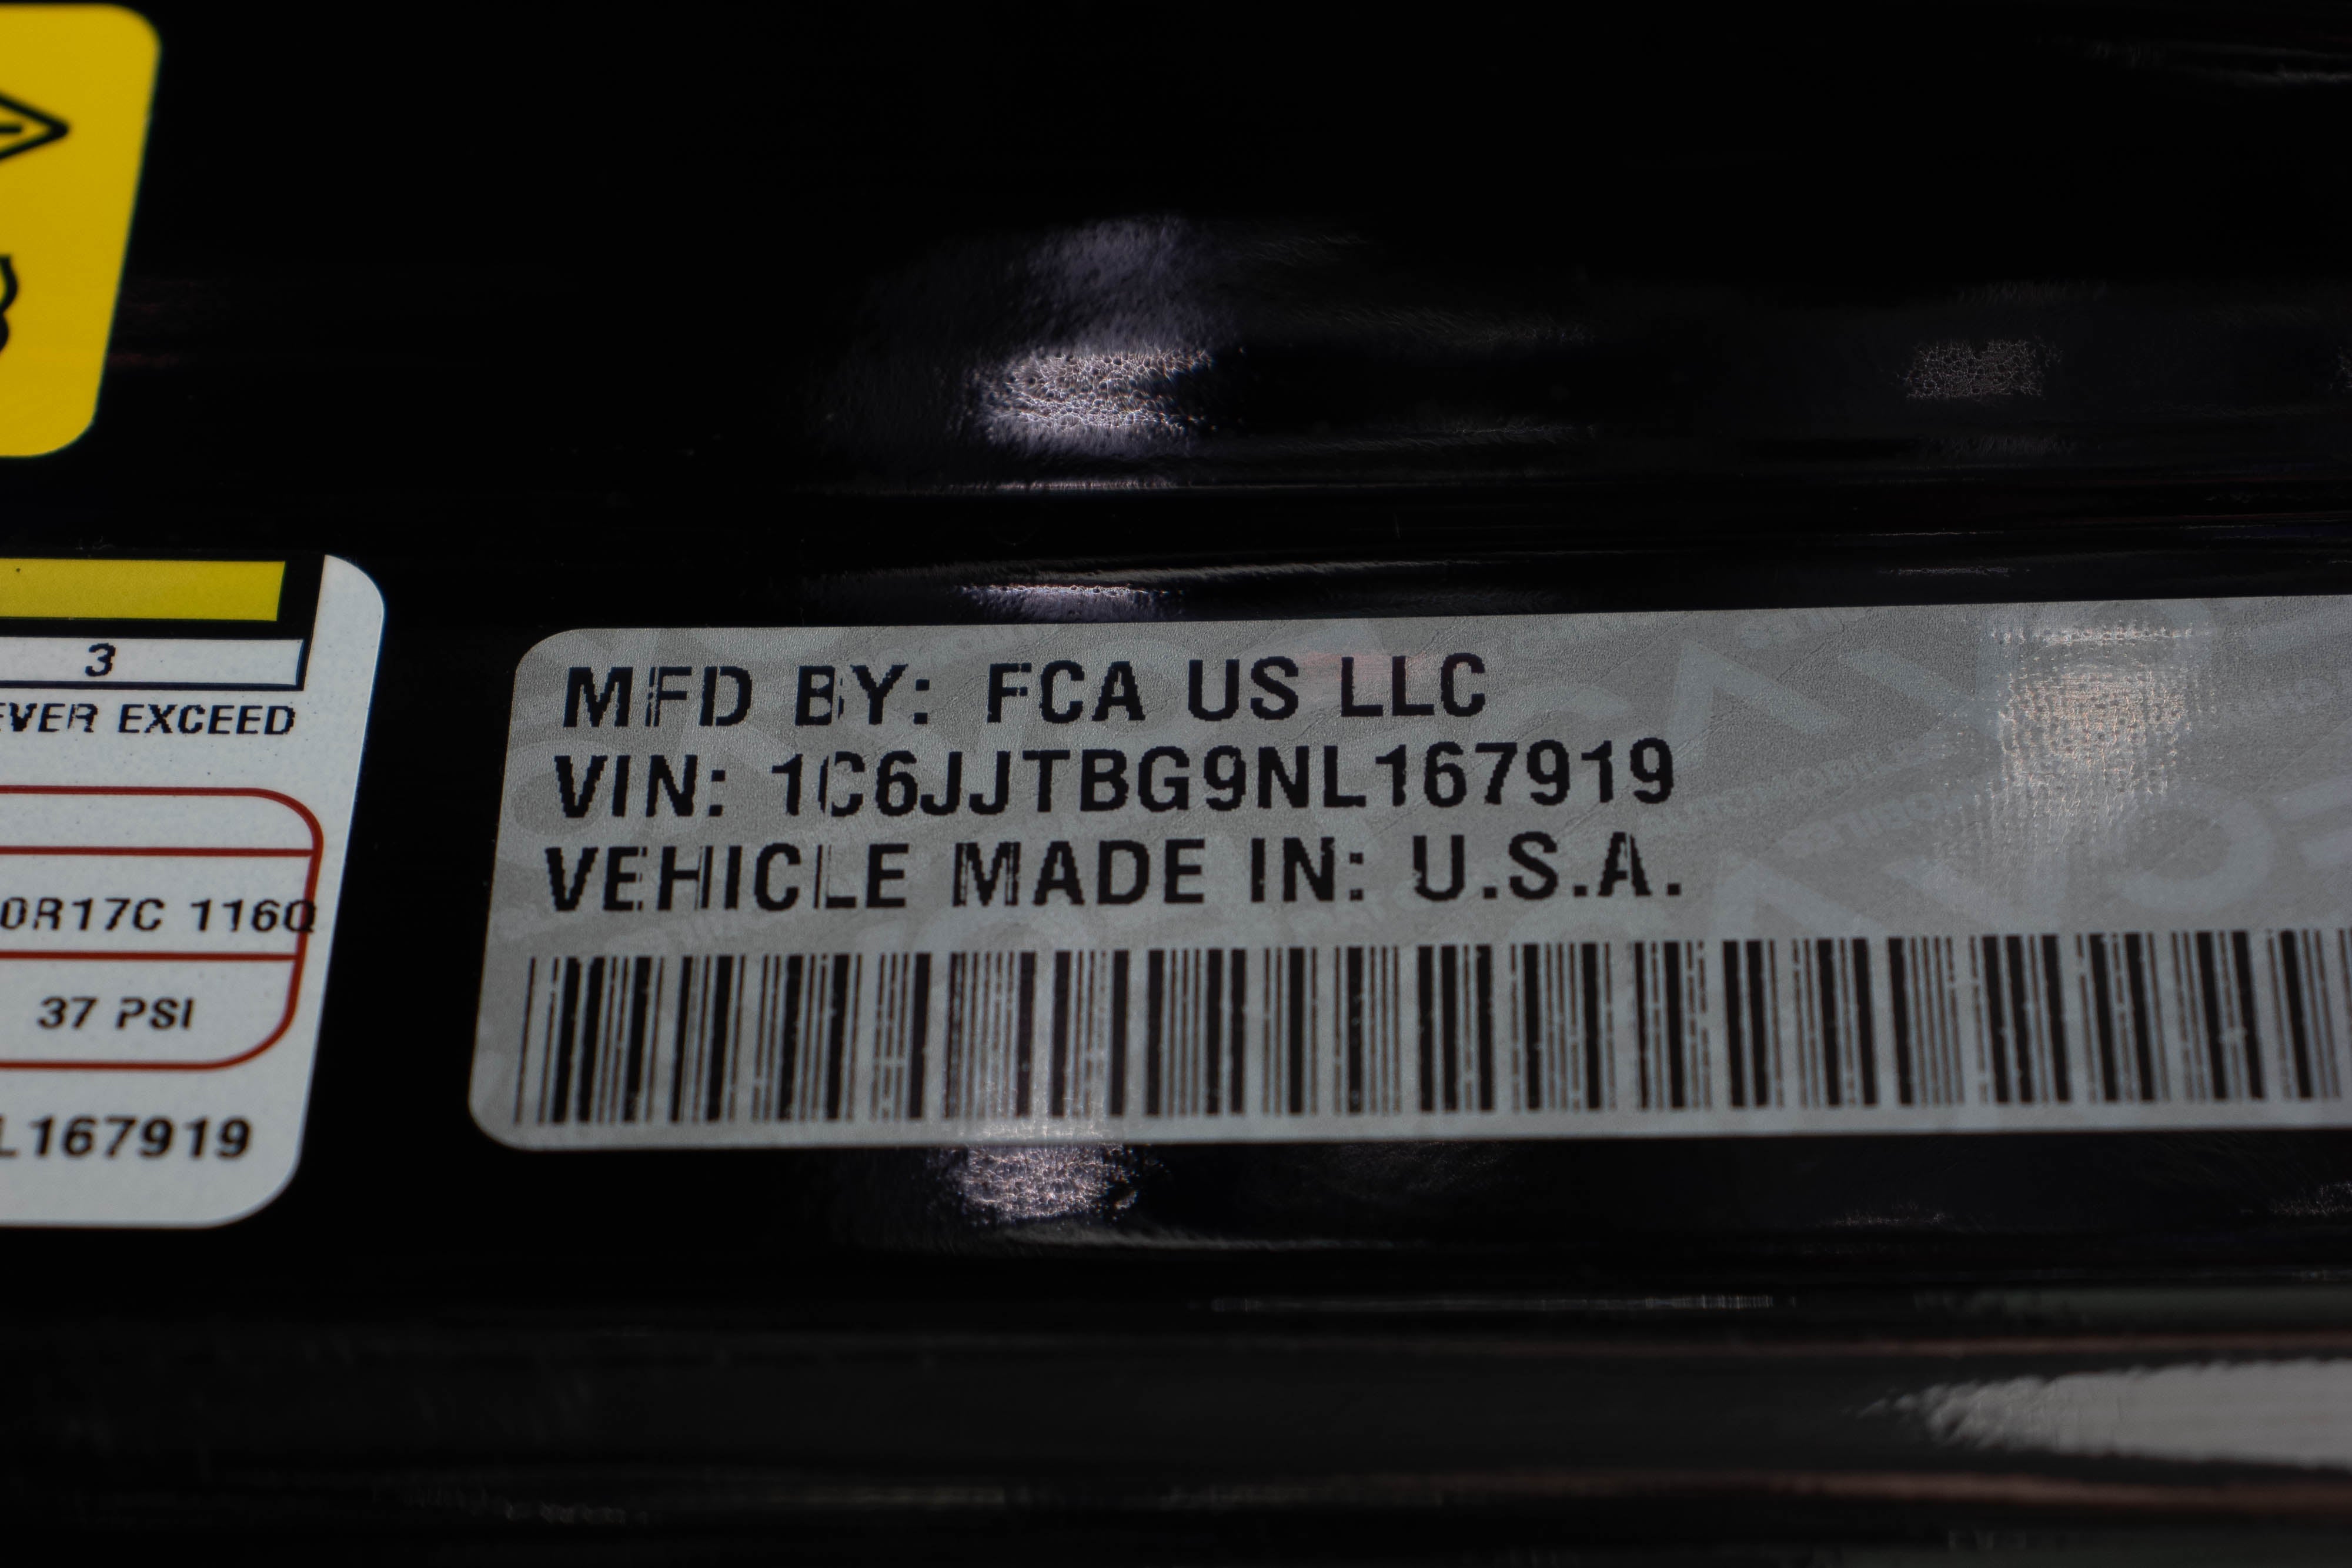 3
EVER EXCEED
0R17C 116Q
37 PSI
L167919
MFD BY: FCA US LLC
VIN: 1C6JJTBG9NL167919
VEHICLE MADE IN: U.S.A.